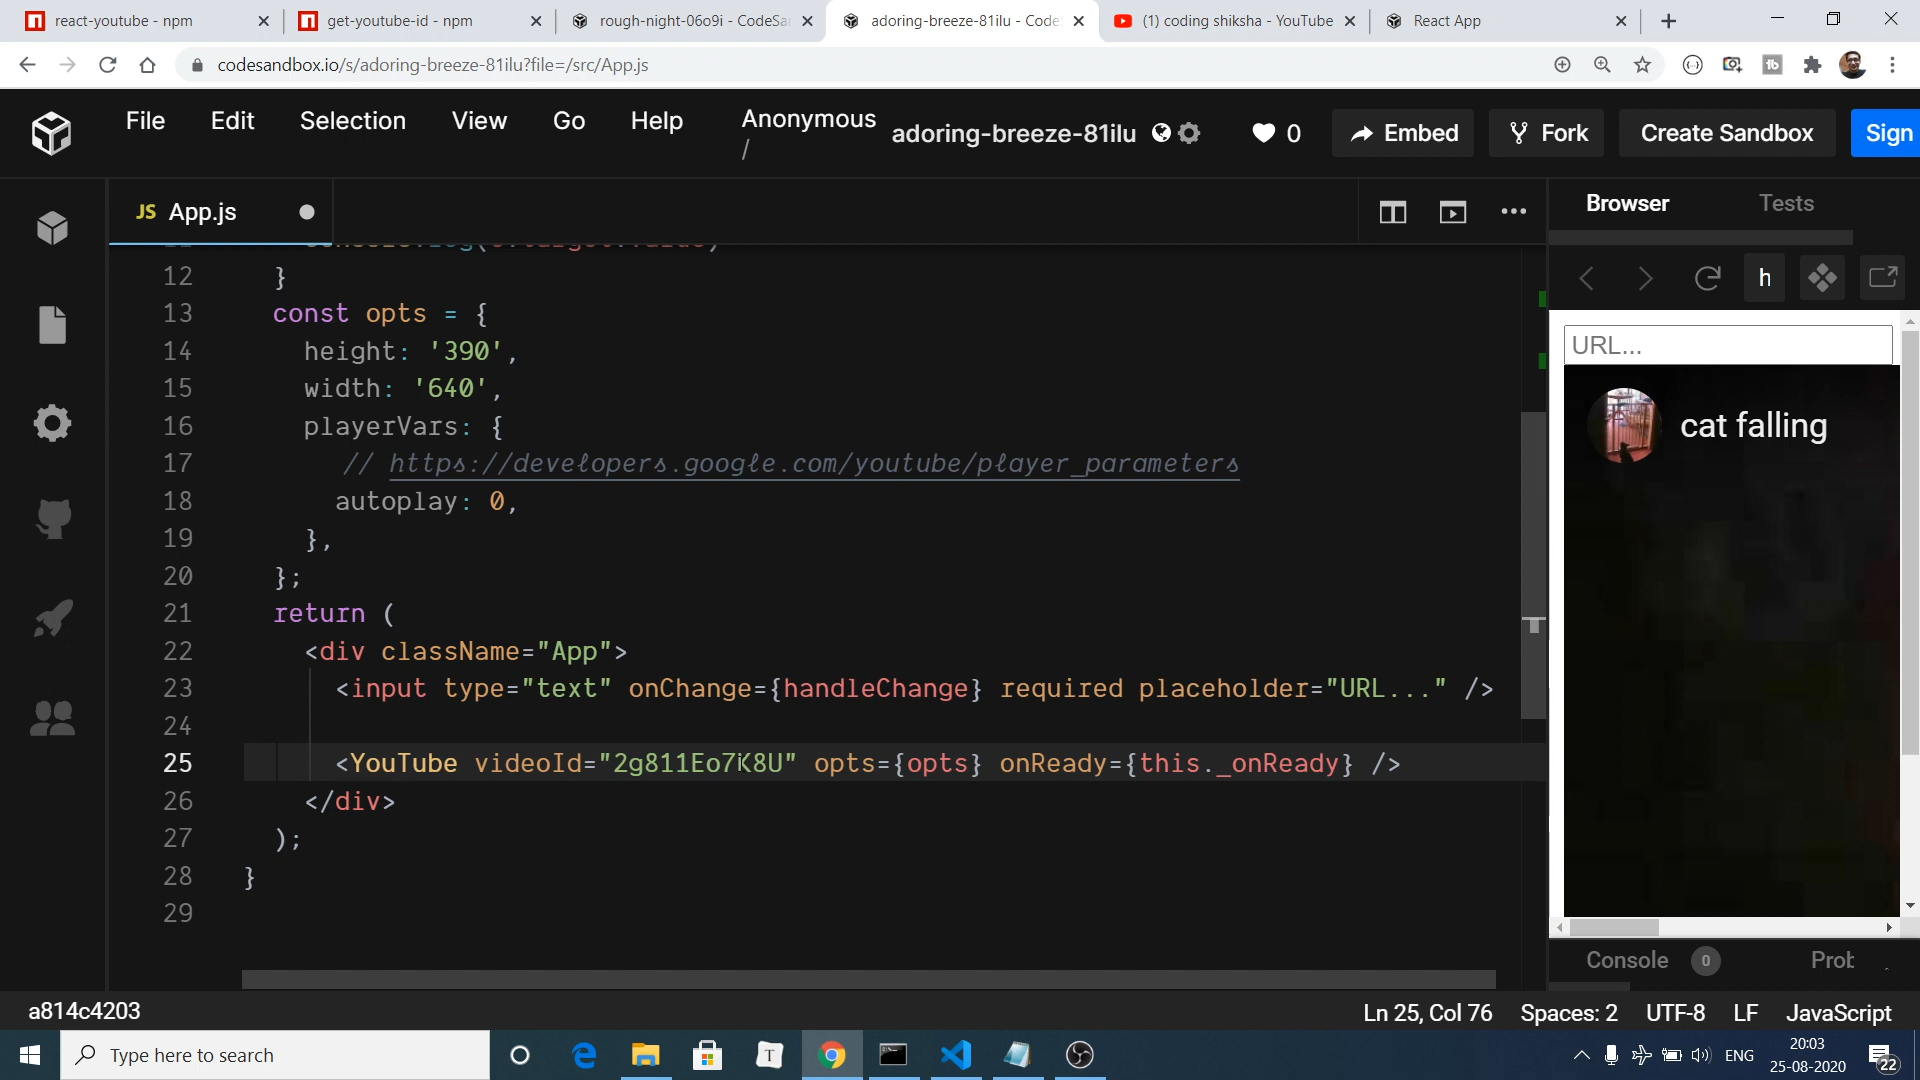 react-youtube - npm
get-youtube-id - npm
rough-night-06o9i - CodeSa
adoring-breeze-81ilu - Code
(1) coding shiksha - YouTube
React App
codesandbox.io/s/adoring-breeze-81ilu?file=/src/App.js
File Edit Selection View Go Help
Anonymous /
adoring-breeze-81ilu
0
Embed
Fork
Create Sandbox
Sign
JS App.js
Browser
Tests
12 }
13 const opts = {
14 height: '390',
15 width: '640',
16 playerVars: {
17 // https://developers.google.com/youtube/player_parameters
18 autoplay: 0,
19 },
20 };
21 return (
22 <div className="App">
23 <input type="text" onChange={handleChange} required placeholder="URL..." />
24
25 <YouTube videoId="2g811Eo7K8U" opts={opts} onReady={this._onReady} />
26 </div>
27 );
28 }
29
h
URL...
cat falling
Console 0
Prob
a814c4203
Ln 25, Col 76
Spaces: 2
UTF-8
LF
JavaScript
Type here to search
T
ENG
20:03
25-08-2020
22